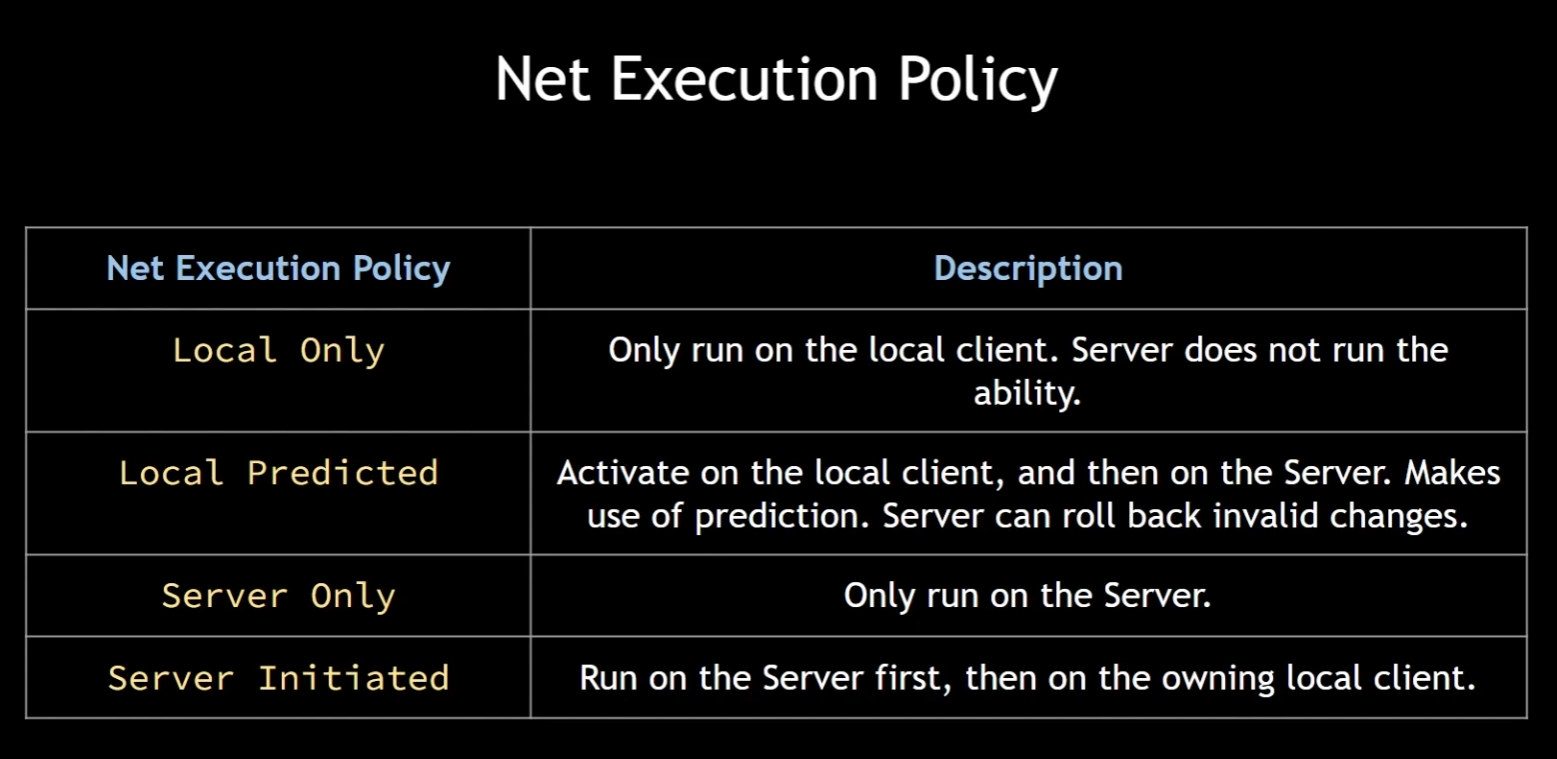 Net Execution Policy
Net Execution Policy
Description
Local Only
Only run on the local client. Server does not run the
ability.
Local Predicted
Activate on the local client, and then on the Server. Makes
use of prediction. Server can roll back invalid changes.
Server Only
Only run on the Server.
Server Initiated
Run on the Server first, then on the owning local client.